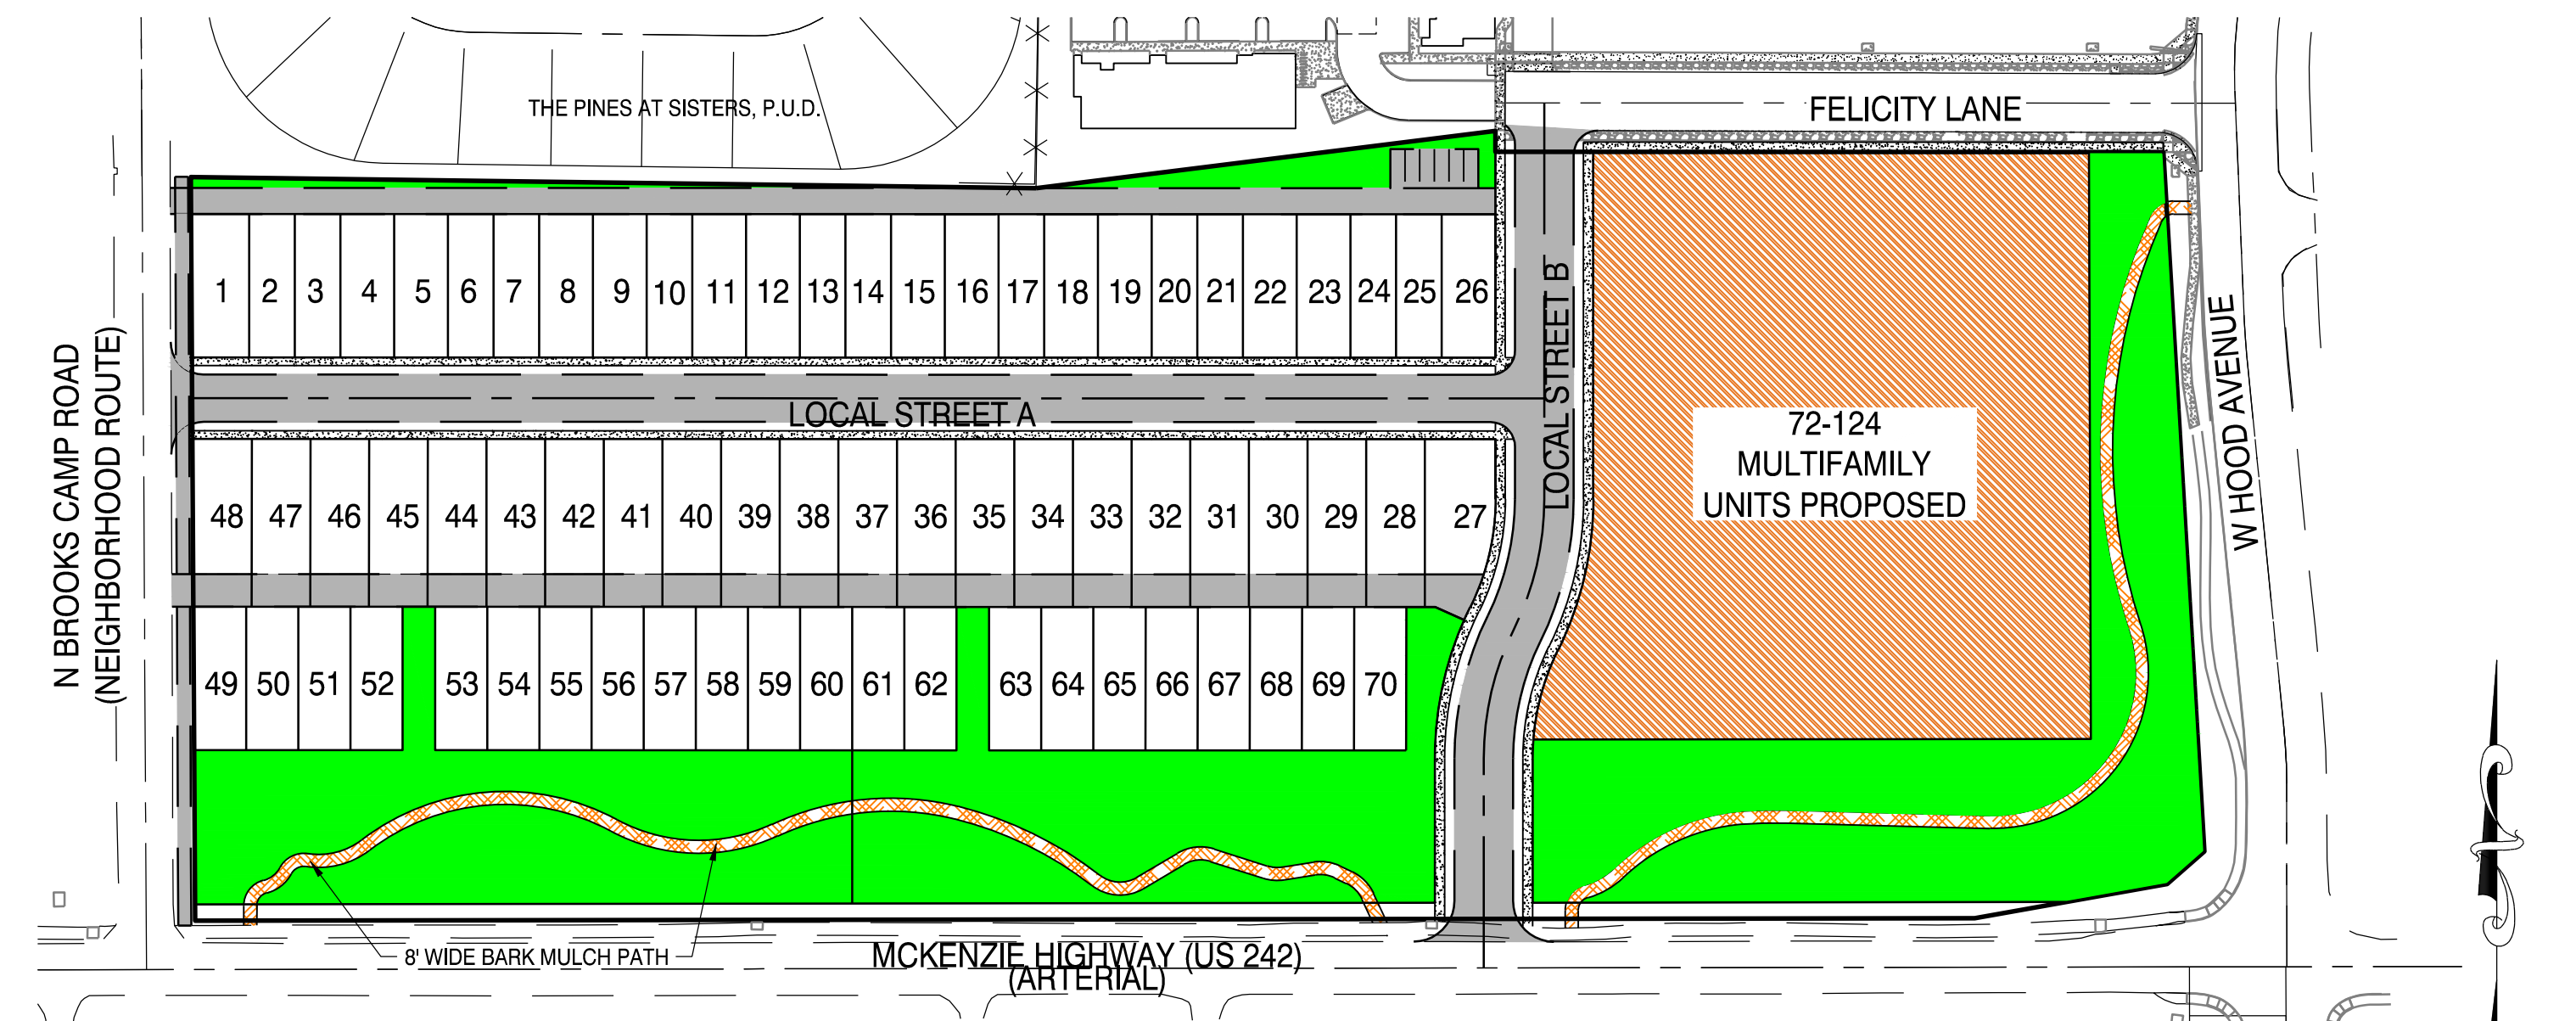 THE PINES AT SISTERS, P.U.D.
FELICITY LANE
1 2 3 4 5 6 7 8 9 10 11 12 13 14 15 16 17 18 19 20 21 22 23 24 25 26
LOCAL STREET A
LOCAL STREET B
N BROOKS CAMP ROAD
(NEIGHBORHOOD ROUTE)
72-124
MULTIFAMILY
UNITS PROPOSED
W HOOD AVENUE
48 47 46 45 44 43 42 41 40 39 38 37 36 35 34 33 32 31 30 29 28 27
49 50 51 52 53 54 55 56 57 58 59 60 61 62 63 64 65 66 67 68 69 70
8' WIDE BARK MULCH PATH
MCKENZIE HIGHWAY (US 242)
(ARTERIAL)